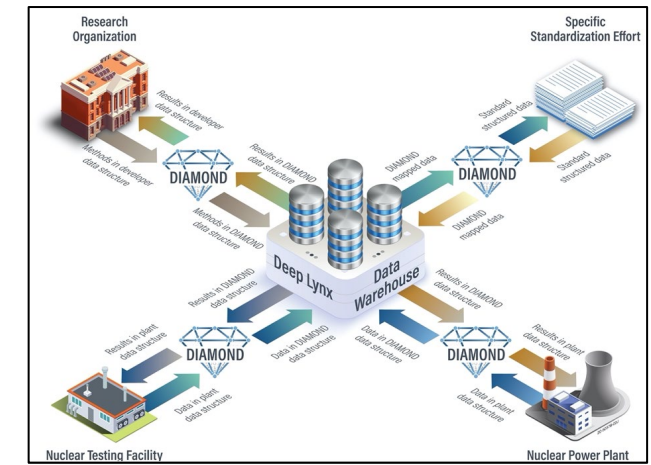 Research
Organization
Specific
Standardization Effort
Results in developer
data structure
Methods in developer
data structure
DIAMOND
Results in DIAMOND
data structure
Methods in DIAMOND
data structure
DIAMOND
mapped data
DIAMOND
mapped data
DIAMOND
Standard
structured data
Standard
structured data
Deep Lynx
Data
Warehouse
Results in DIAMOND
data structure
Data in DIAMOND
data structure
DIAMOND
Results in plant
data structure
Data in plant
data structure
Results in DIAMOND
data structure
Data in DIAMOND
data structure
DIAMOND
Results in plant
data structure
Data in plant
data structure
Nuclear Testing Facility
Nuclear Power Plant